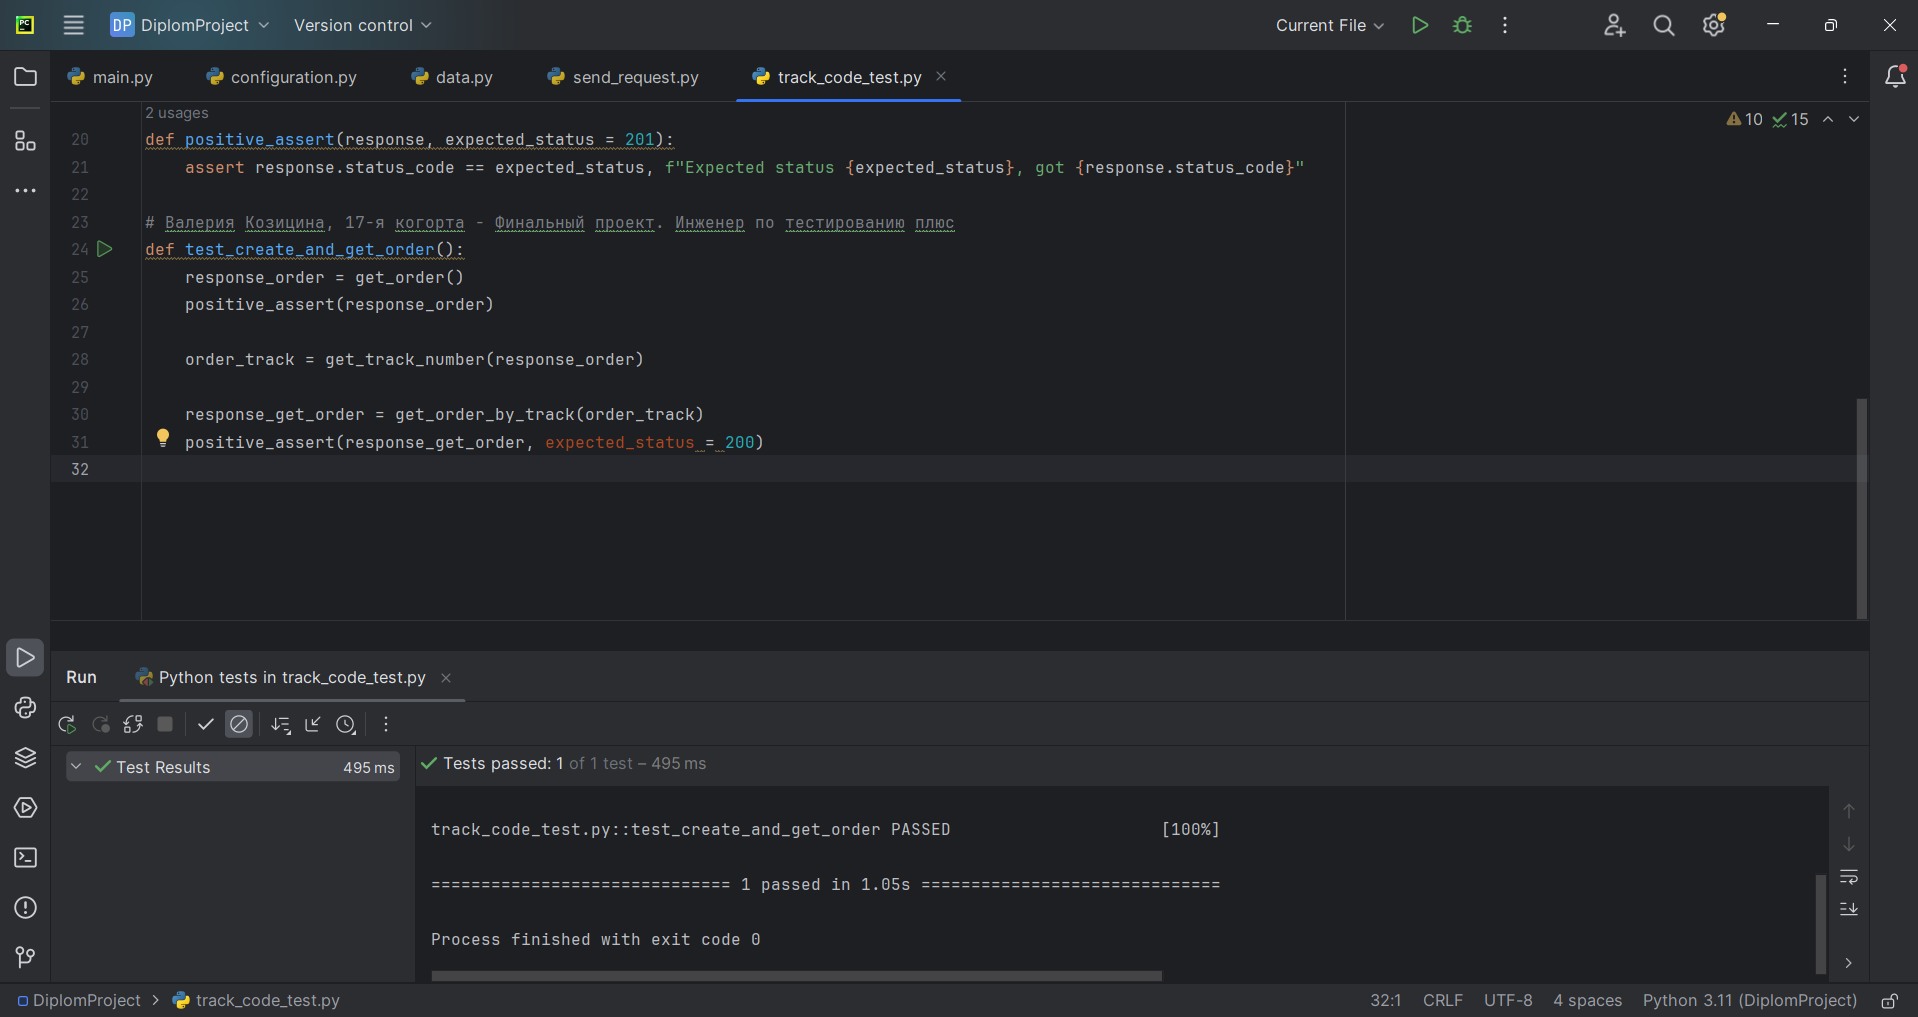 DP DiplomProject Version control Current File
main.py configuration.py data.py send_request.py track_code_test.py
2 usages
10 15
20 def positive_assert(response, expected_status = 201):
21 assert response.status_code == expected_status, f"Expected status {expected_status}, got {response.status_code}"
22
23 # Валерия Козицина, 17-я когорта - Финальный проект. Инженер по тестированию плюс
24 def test_create_and_get_order():
25 response_order = get_order()
26 positive_assert(response_order)
27
28 order_track = get_track_number(response_order)
29
30 response_get_order = get_order_by_track(order_track)
31 positive_assert(response_get_order, expected_status = 200)
32
Run Python tests in track_code_test.py
Test Results 495 ms
Tests passed: 1 of 1 test – 495 ms
track_code_test.py::test_create_and_get_order PASSED [100%]
============================== 1 passed in 1.05s ==============================
Process finished with exit code 0
DiplomProject track_code_test.py 32:1 CRLF UTF-8 4 spaces Python 3.11 (DiplomProject)